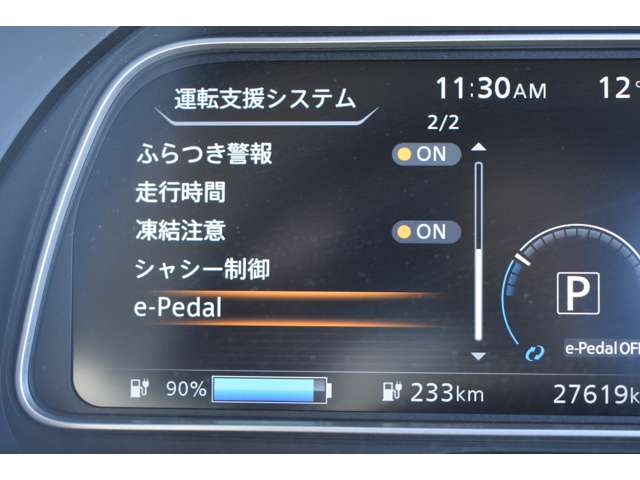 運転支援システム
11:30AM
12°
2/2
ふらつき警報 ON
走行時間
凍結注意 ON
シャシー制御
e-Pedal
P
e-Pedal OFF
90%
233km
27619k